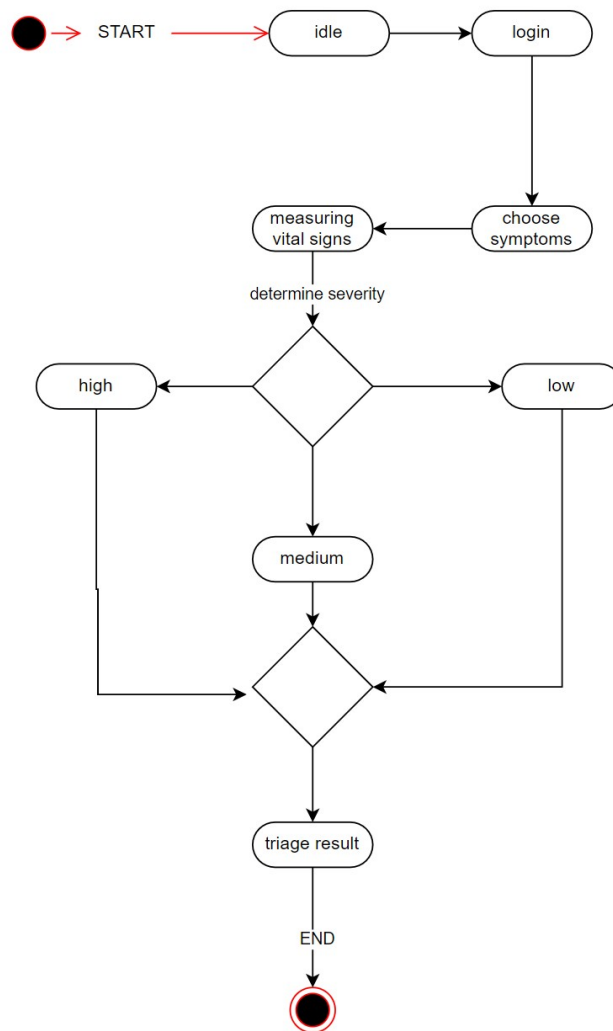 START
idle
login
measuring
vital signs
choose
symptoms
determine severity
high
low
medium
triage result
END